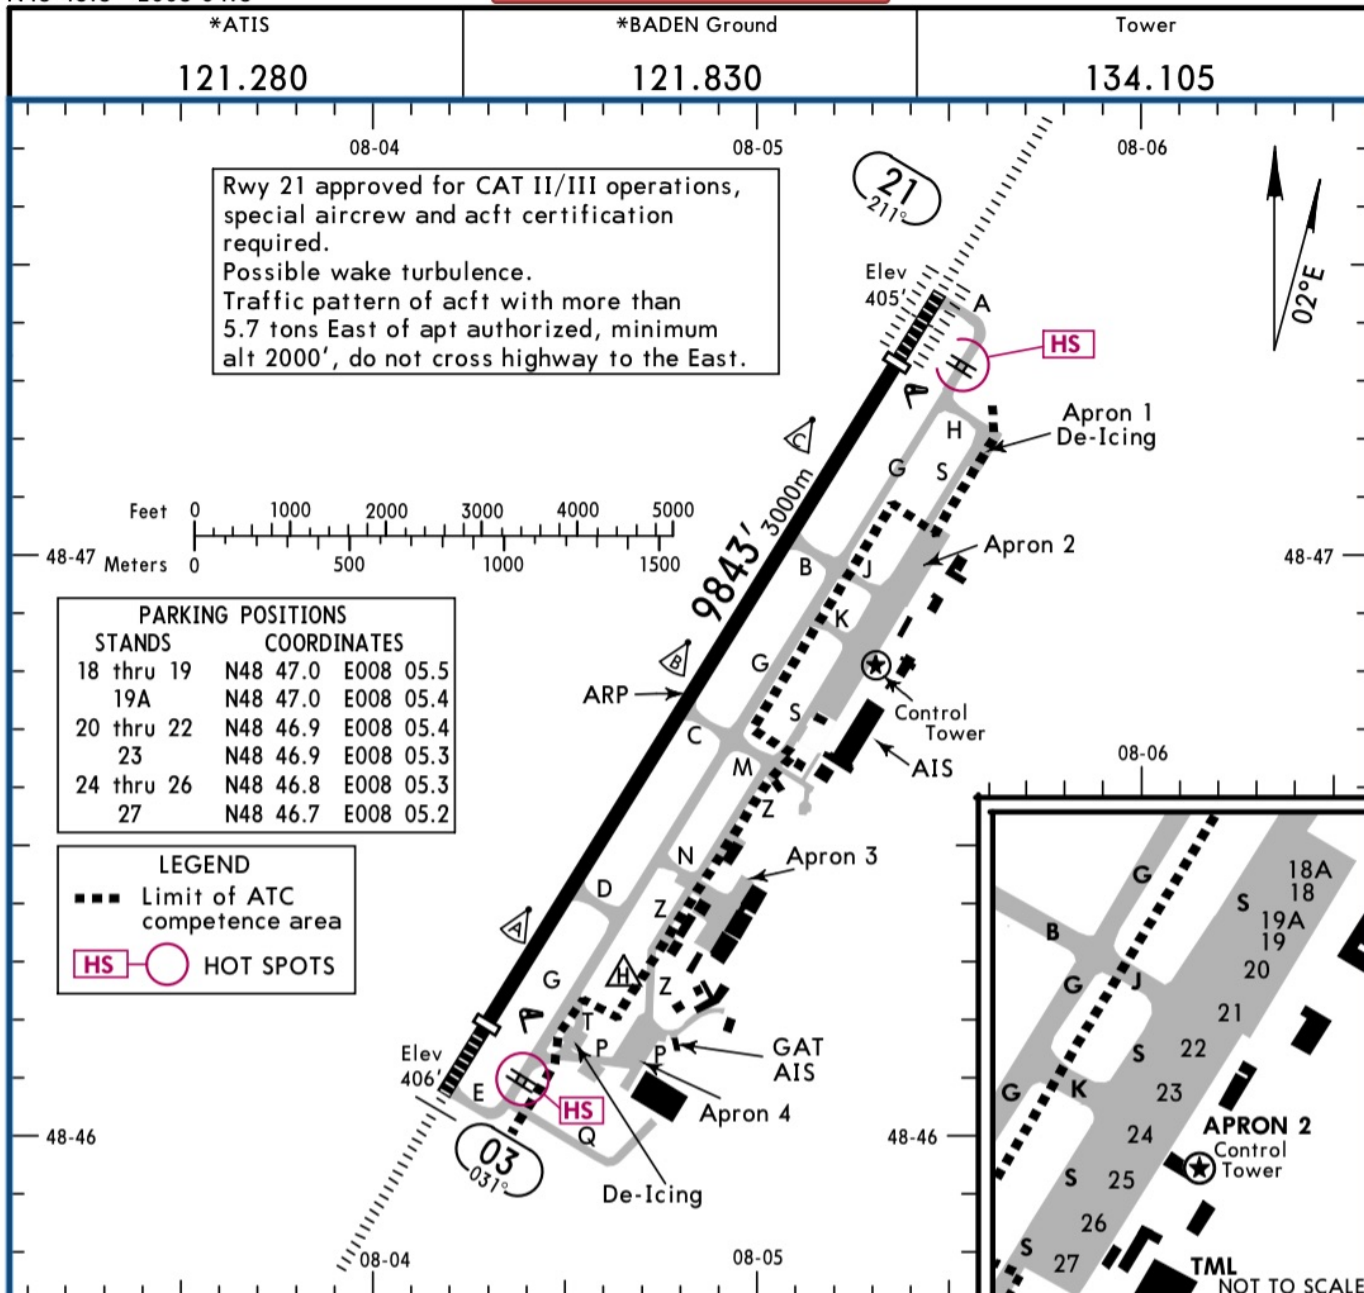 *ATIS
121.280
*BADEN Ground
121.830
Tower
134.105
08-04
08-05
08-06
Rwy 21 approved for CAT II/III operations,
special aircrew and acft certification
required.
Possible wake turbulence.
Traffic pattern of acft with more than
5.7 tons East of apt authorized, minimum
alt 2000', do not cross highway to the East.
21
211°
02°E
Elev
405'
A
HS
Apron 1
De-Icing
H
C
G
S
9843' 3000m
Feet 0 1000 2000 3000 4000 5000
Meters 0 500 1000 1500
48-47
48-47
Apron 2
B
J
K
PARKING POSITIONS
STANDS COORDINATES
18 thru 19 N48 47.0 E008 05.5
19A N48 47.0 E008 05.4
20 thru 22 N48 46.9 E008 05.4
23 N48 46.9 E008 05.3
24 thru 26 N48 46.8 E008 05.3
27 N48 46.7 E008 05.2
B
G
ARP
S
Control
Tower
C
AIS
M
08-06
Z
LEGEND
Limit of ATC
competence area
HS HOT SPOTS
N
Apron 3
D
Z
A
G
H
Z
T
P
P
GAT
AIS
Elev
406'
E
HS
Apron 4
Q
48-46
48-46
03
031°
De-Icing
08-04
08-05
G
18A
18
S
19A
19
B
20
G
J
21
22
S
23
G
K
24
APRON 2
Control
Tower
S
25
26
S
27
TML
NOT TO SCALE